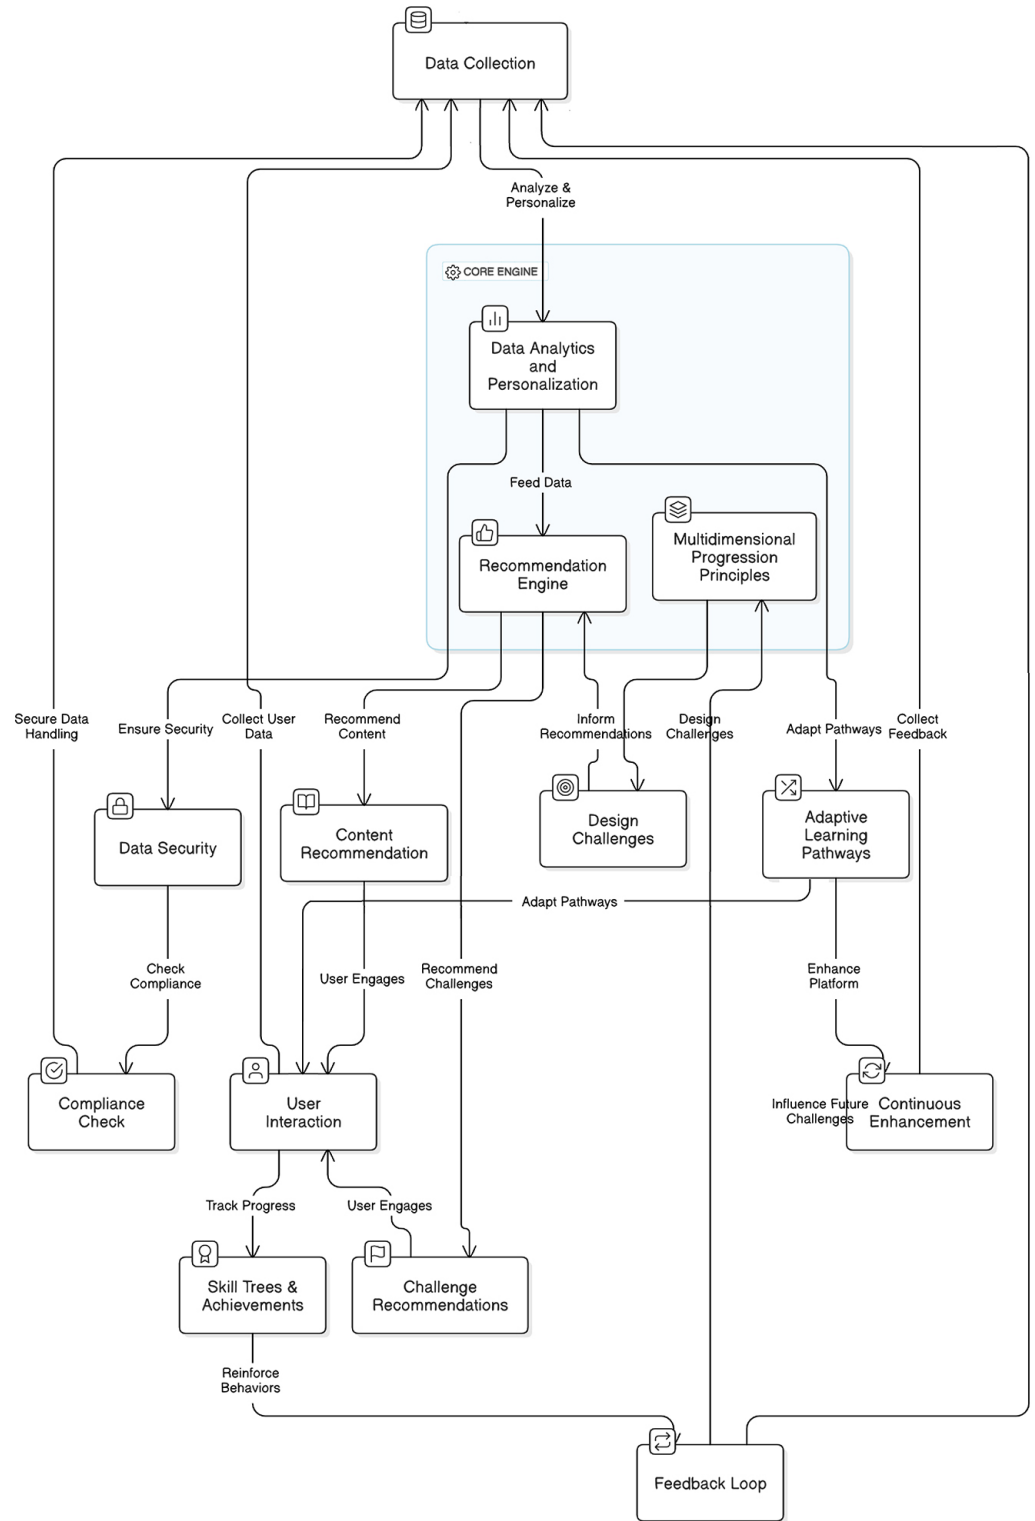 Data Collection
Analyze &
Personalize
CORE ENGINE
Data Analytics
and
Personalization
Feed Data
Recommendation
Engine
Multidimensional
Progression
Principles
Secure Data
Handling
Ensure Security
Collect User
Data
Recommend
Content
Inform
Recommendations
Design
Challenges
Adapt Pathways
Collect
Feedback
Data Security
Content
Recommendation
Design
Challenges
Adaptive
Learning
Pathways
Adapt Pathways
Check
Compliance
User Engages
Recommend
Challenges
Enhance
Platform
Compliance
Check
User
Interaction
Influence Future
Challenges
Continuous
Enhancement
Track Progress
User Engages
Skill Trees &
Achievements
Challenge
Recommendations
Reinforce
Behaviors
Feedback Loop